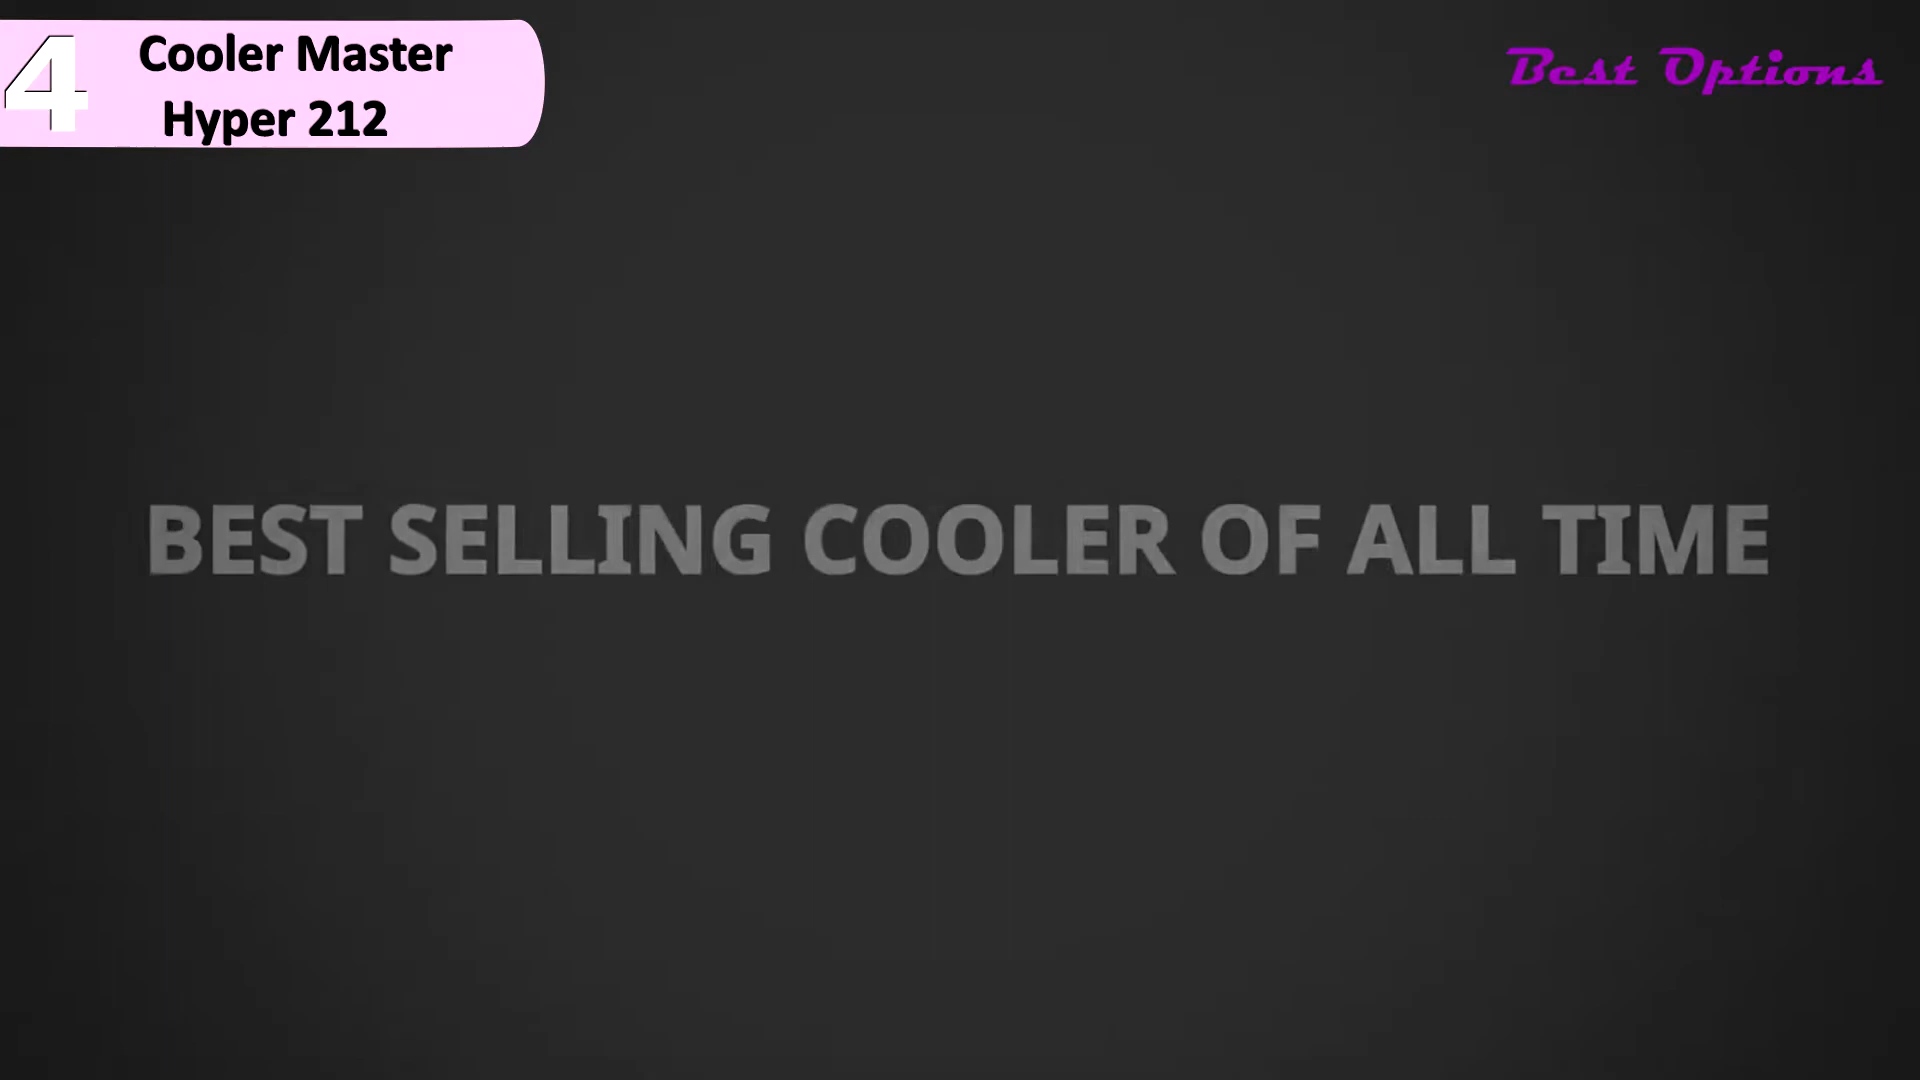 4
Cooler Master
Hyper 212
Best Options
BEST SELLING COOLER OF ALL TIME